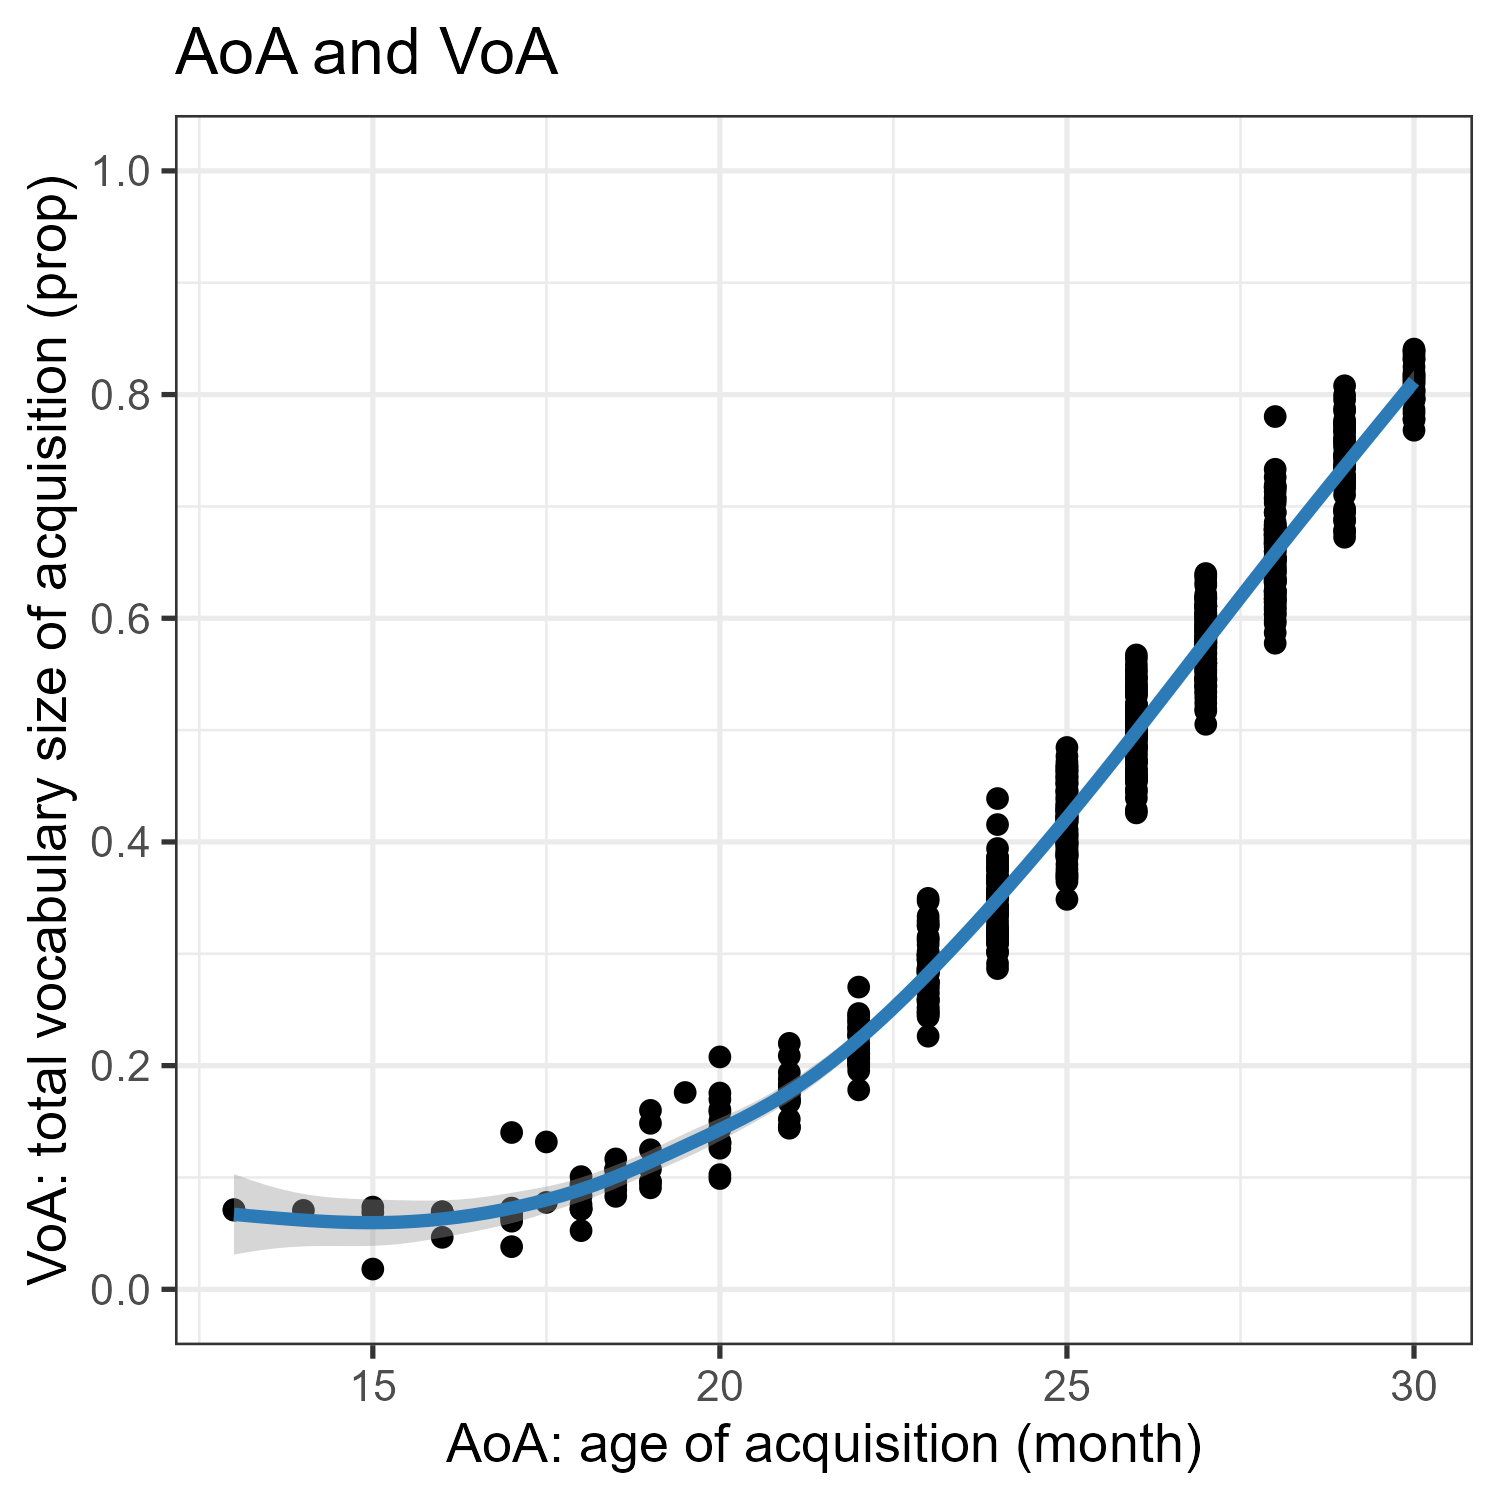 AoA and VoA
VoA: total vocabulary size of acquisition (prop)
1.0
0.8
0.6
0.4
0.2
0.0
15 20 25 30
AoA: age of acquisition (month)